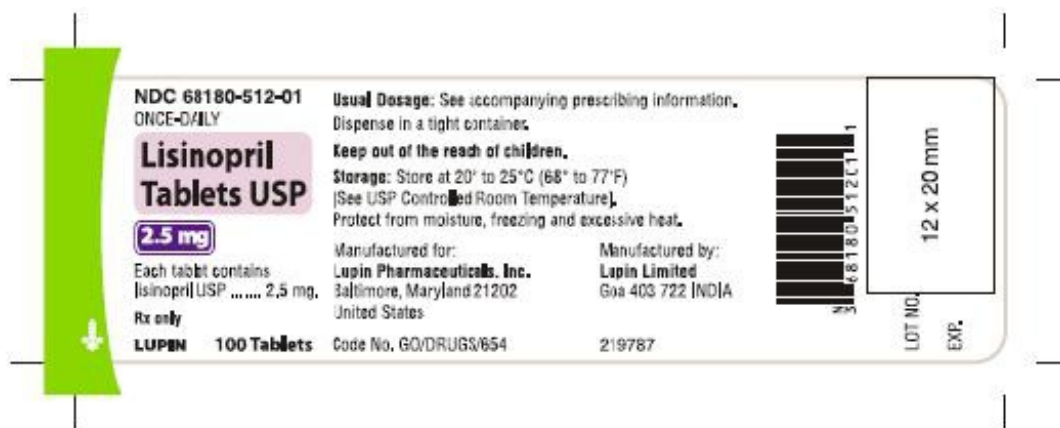 NDC 68180-512-01
ONCE-DAILY
Lisinopril
Tablets USP
2.5 mg
Each tablet contains
lisinopril USP ....... 2.5 mg.
Rx only
LUPIN 100 Tablets
Usual Dosage: See accompanying prescribing information.
Dispense in a tight container.
Keep out of the reach of children.
Storage: Store at 20° to 25°C (68° to 77°F)
[See USP Controlled Room Temperature].
Protect from moisture, freezing and excessive heat.
Manufactured for:
Lupin Pharmaceuticals, Inc.
Baltimore, Maryland 21202
United States
Code No. GO/DRUGS/654
Manufactured by:
Lupin Limited
Goa 403 722 INDIA
219787
N
3 68180 51201 1
12 x 20 mm
LOT NO.
EXP.